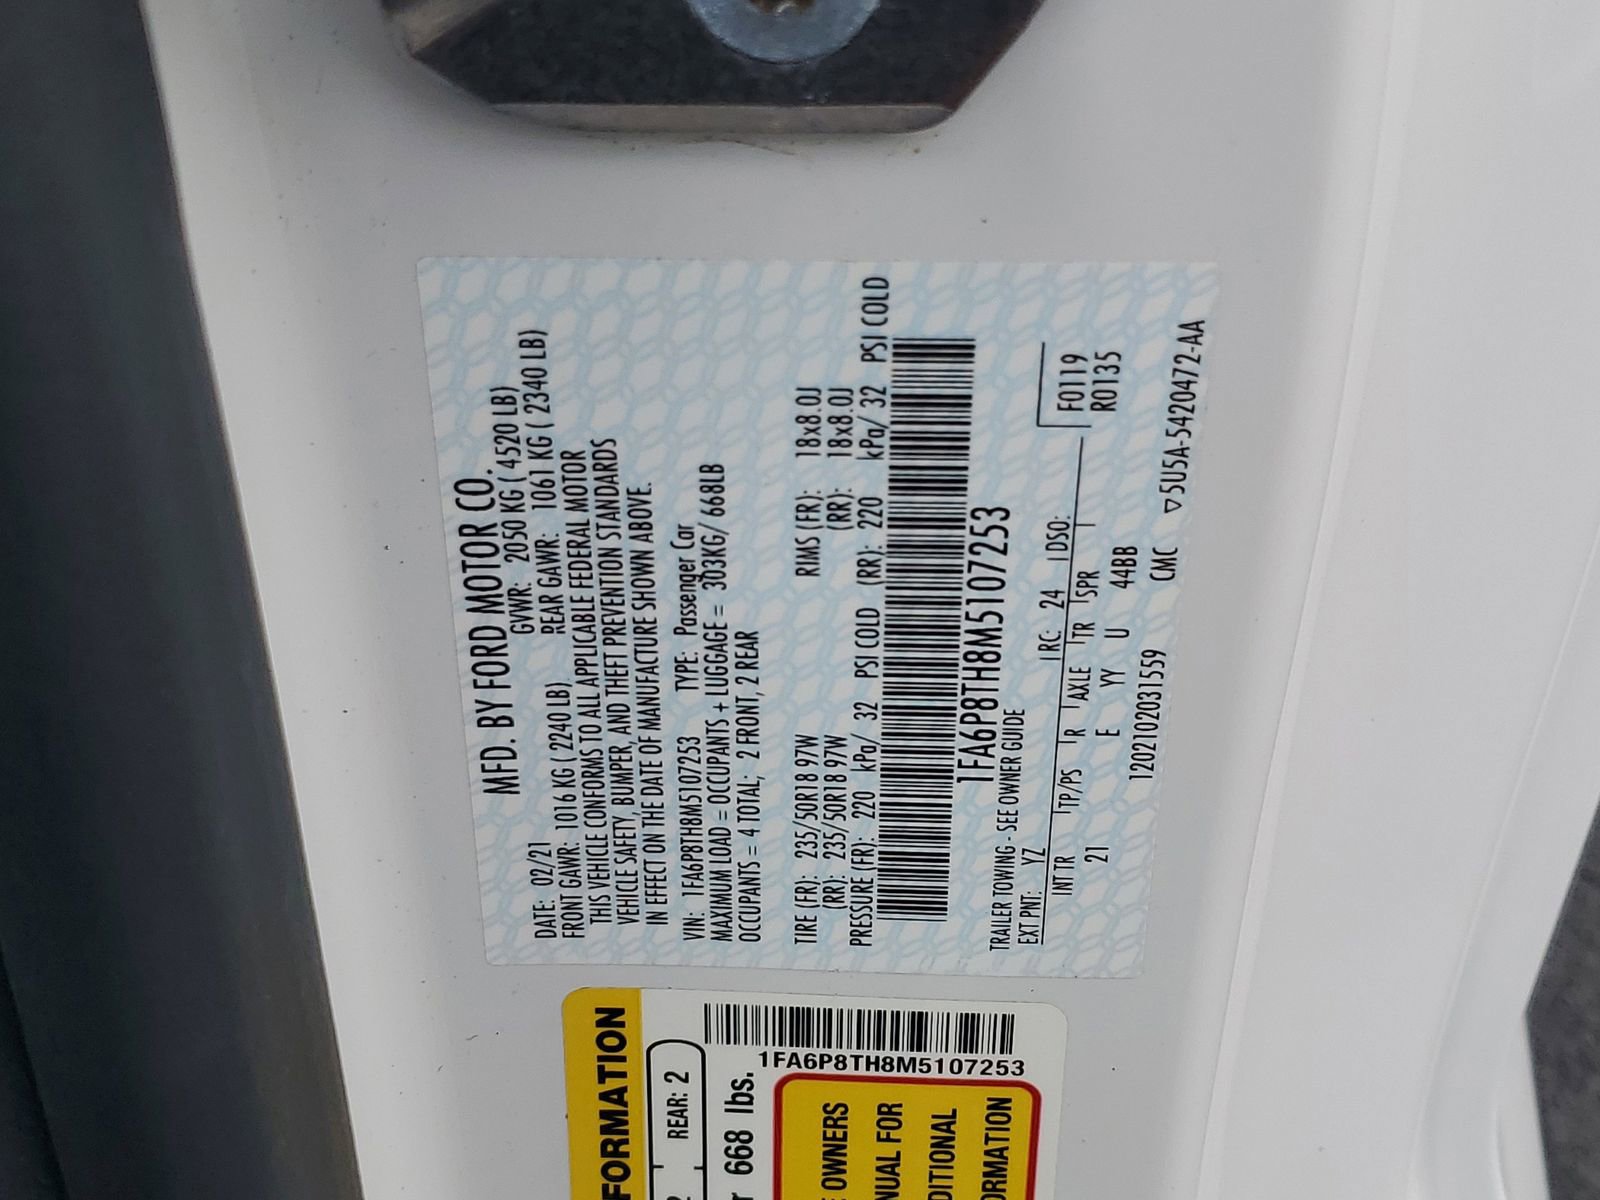 MFD. BY FORD MOTOR CO.
DATE: 02/21 GVWR: 2050 KG ( 4520 LB)
FRONT GAWR: 1016 KG ( 2240 LB) REAR GAWR: 1061 KG ( 2340 LB)
THIS VEHICLE CONFORMS TO ALL APPLICABLE FEDERAL MOTOR
VEHICLE SAFETY, BUMPER, AND THEFT PREVENTION STANDARDS
IN EFFECT ON THE DATE OF MANUFACTURE SHOWN ABOVE.
VIN: 1FA6P8TH8M5107253 TYPE: Passenger Car
MAXIMUM LOAD = OCCUPANTS + LUGGAGE = 303KG/ 668LB
OCCUPANTS = 4 TOTAL; 2 FRONT, 2 REAR
TIRE (FR): 235/50R18 97W RIMS (FR): 18x8.0J
(RR): 235/50R18 97W (RR): 18x8.0J
PRESSURE (FR): 220 kPa/ 32 PSI COLD (RR): 220 kPa/ 32 PSI COLD
1FA6P8TH8M5107253
TRAILER TOWING - SEE OWNER GUIDE
EXT PNT: YZ RC: 24 DSO:
F0119
R0135
INT TR TP/PS R AXLE TR SPR
21 E YY U 44BB
1202102031559 CMC ▽5U5A-5420472-AA
FORMATION
REAR: 2
668 lbs.
1FA6P8TH8M5107253
OWNERS
NUAL FOR
DITIONAL
ORMATION